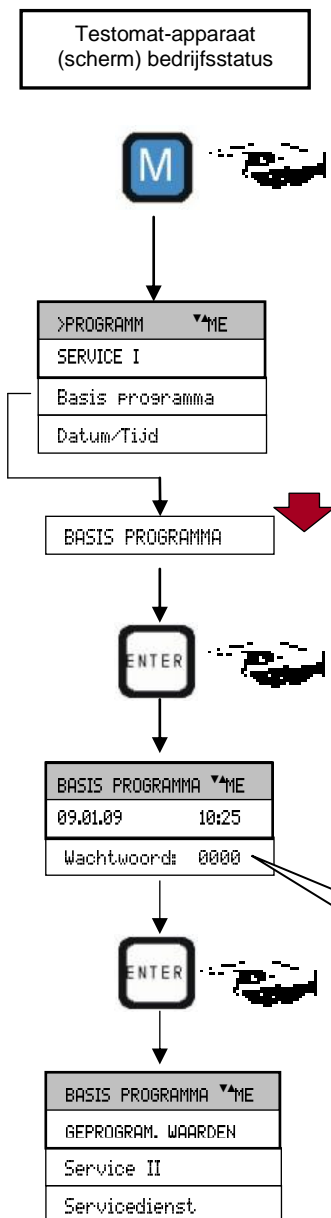 Testomat-apparaat
(scherm) bedrijfsstatus
M
>PROGRAMM ▼▲ME
SERVICE I
Basis programma
Datum/Tijd
BASIS PROGRAMMA
ENTER
BASIS PROGRAMMA ▼▲ME
09.01.09 10:25
Wachtwoord: 0000
ENTER
BASIS PROGRAMMA ▼▲ME
GEPROGRAM. WAARDEN
Service II
Servicedienst